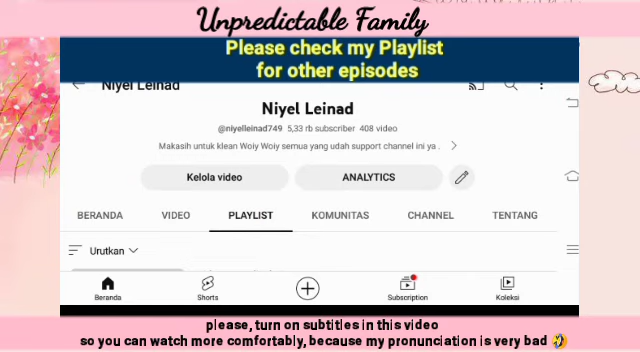 Unpredictable Family
Please check my Playlist
for other episodes
Niyel Leinad
Niyel Leinad
@niyelleinad749 5,33 rb subscriber 408 video
Makasih untuk klean Woiy Woiy semua yang udah support channel ini ya .
Kelola video
ANALYTICS
BERANDA VIDEO PLAYLIST KOMUNITAS CHANNEL TENTANG
Urutkan
Beranda Shorts Subscription Koleksi
please, turn on subtitles in this video
so you can watch more comfortably, because my pronunciation is very bad 🤣